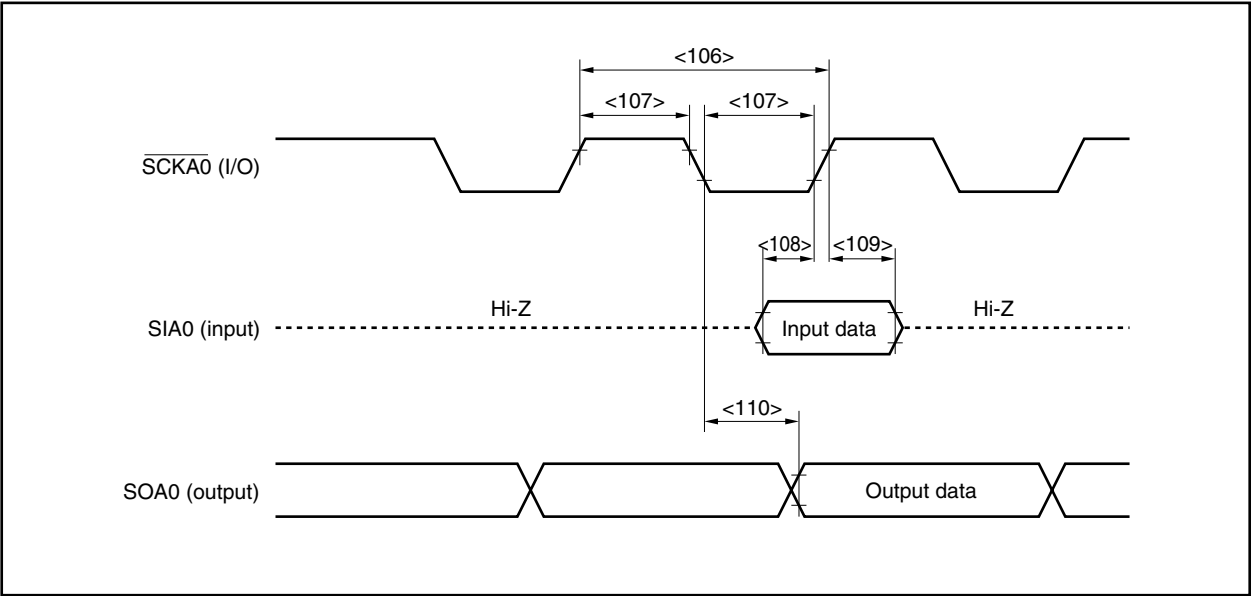 <106>
<107> <107>
SCKA0 (I/O)
<108> <109>
Hi-Z Hi-Z
SIA0 (input) Input data
<110>
SOA0 (output) Output data